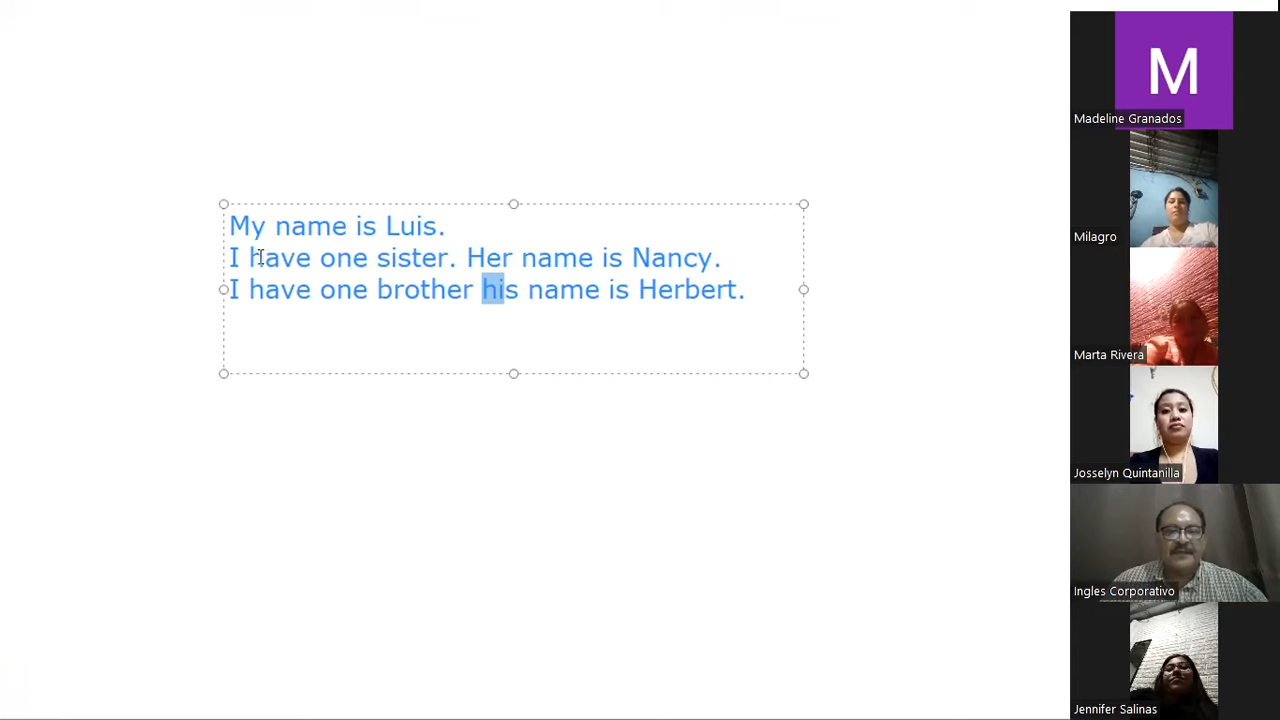 My name is Luis.
I have one sister. Her name is Nancy.
I have one brother his name is Herbert.
M
Madeline Granados
Milagro
Marta Rivera
Josselyn Quintanilla
Ingles Corporativo
Jennifer Salinas